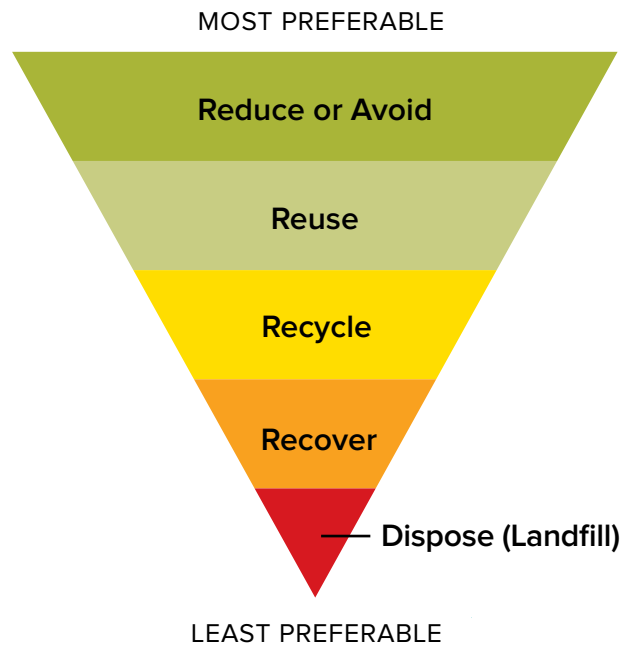 MOST PREFERABLE
Reduce or Avoid
Reuse
Recycle
Recover
Dispose (Landfill)
LEAST PREFERABLE